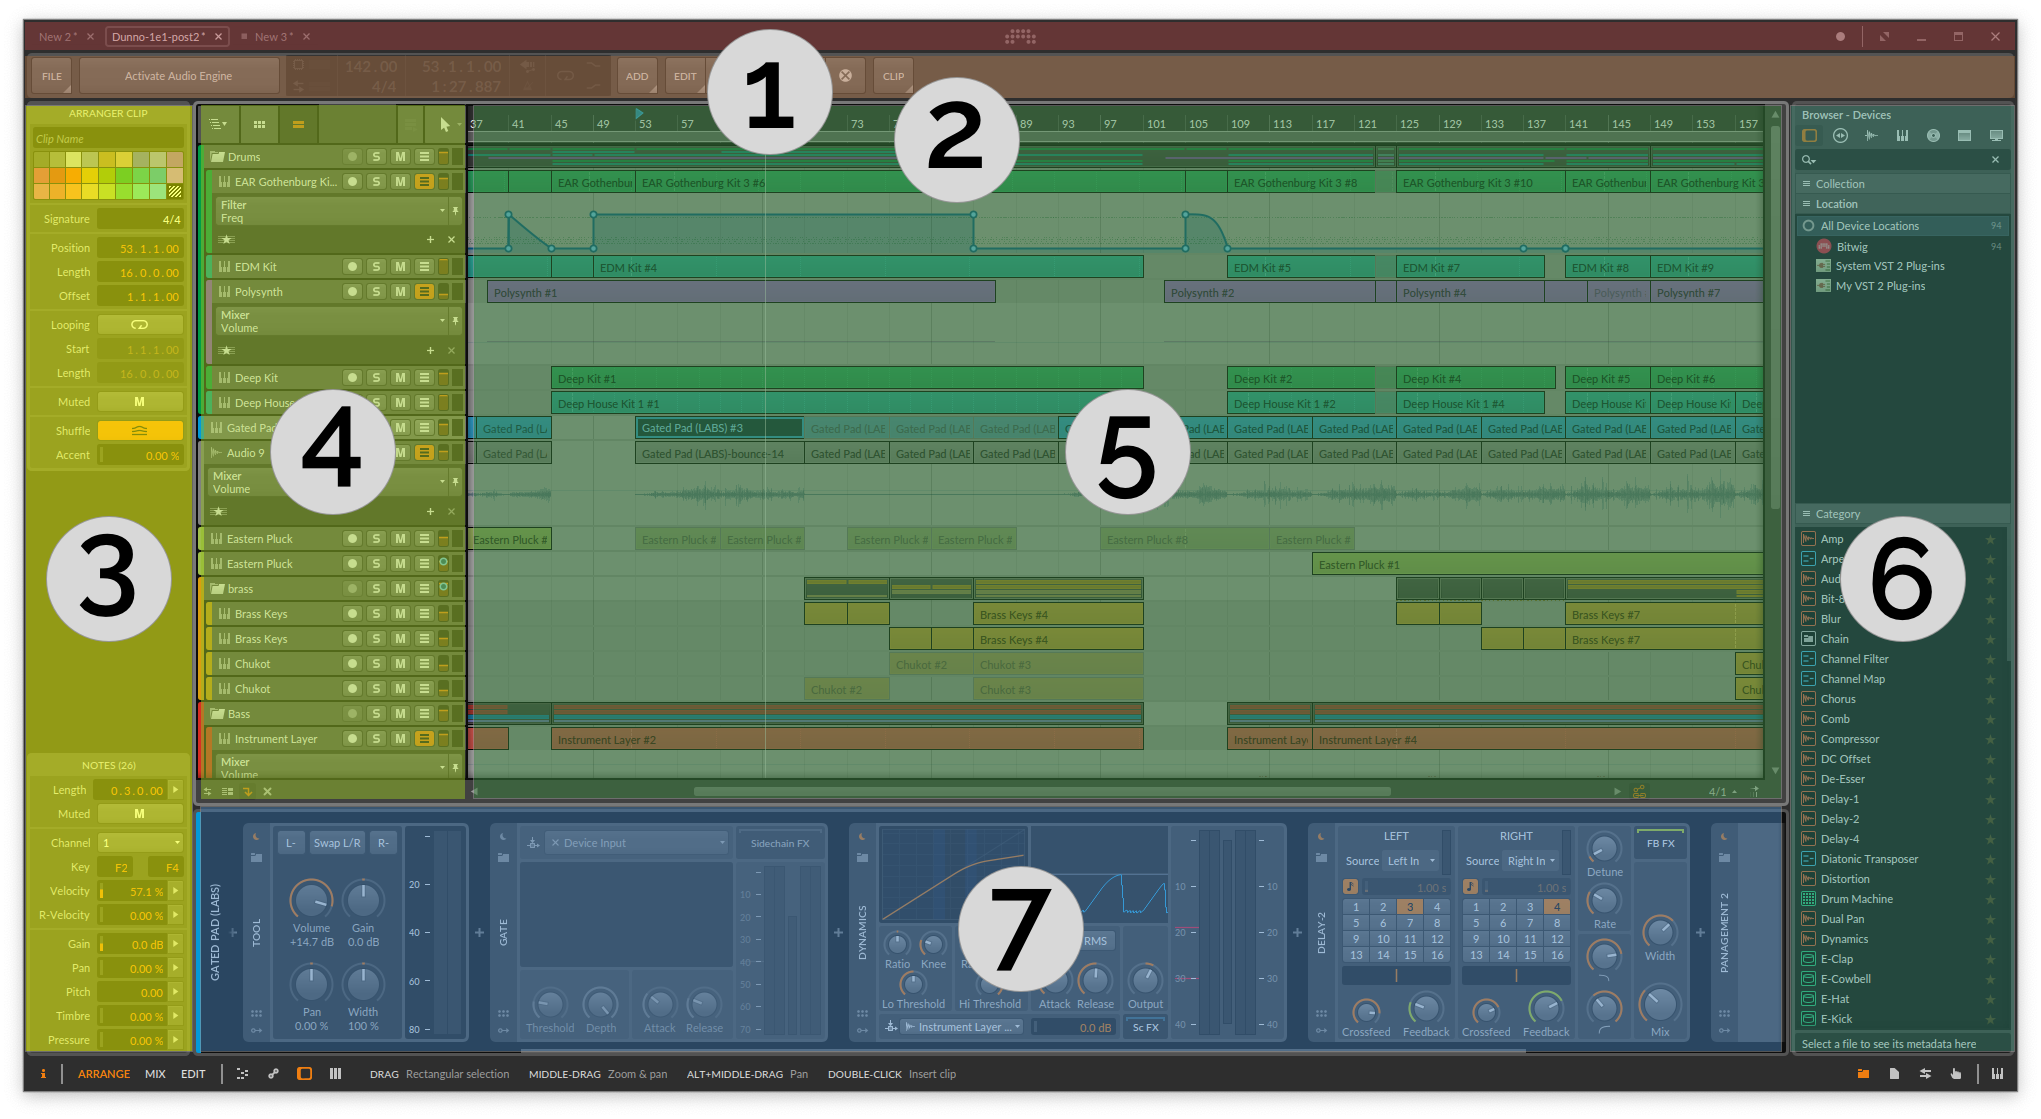 New 2* ×
Dunno-1e1-post2* ×
New 3* ×
FILE
Activate Audio Engine
142.00
4/4
53.1.1.00
1:27.887
ADD
EDIT
CLIP
1
2
3
4
5
6
7
ARRANGER CLIP
Clip Name
Signature 4/4
Position 53.1.1.00
Length 16.0.0.00
Offset 1.1.1.00
Looping
Start 1.1.1.00
Length 16.0.0.00
Muted M
Shuffle
Accent 0.00 %
NOTES (26)
Length 0.3.0.00
Muted M
Channel 1
Key F2 F4
Velocity 57.1 %
R-Velocity 0.00 %
Gain 0.0 dB
Pan 0.00 %
Pitch 0.00
Timbre 0.00 %
Pressure 0.00 %
37 41 45 49 53 57 73 89 93 97 101 105 109 113 117 121 125 129 133 137 141 145 149 153 157
Drums S M
EAR Gothenburg Ki... S M
EAR Gothenbu EAR Gothenburg Kit 3 #6 EAR Gothenburg Kit 3 #8 EAR Gothenburg Kit 3 #10 EAR Gothenbur EAR Gothenburg Kit 3
Filter
Freq
EDM Kit S M
EDM Kit #4 EDM Kit #5 EDM Kit #7 EDM Kit #8 EDM Kit #9
Polysynth S M
Polysynth #1 Polysynth #2 Polysynth #4 Polysynth Polysynth #7
Mixer
Volume
Deep Kit S M
Deep Kit #1 Deep Kit #2 Deep Kit #4 Deep Kit #5 Deep Kit #6
Deep House S M
Deep House Kit 1 #1 Deep House Kit 1 #2 Deep House Kit 1 #4 Deep House Ki Deep House Ki Dee
Gated Pad M
Gated Pad (L Gated Pad (LABS) #3 Gated Pad (LAE Gated Pad (LAE Gated Pad (LAE Gated Pad (LAE Gated Pad (LAE Gated Pad (LAE Gated Pad (LAE Gated Pad (LAE Gated Pad (LAE Gate
Audio 9 M
Gated Pad (L Gated Pad (LABS)-bounce-14 Gated Pad (LAE Gated Pad (LAE Gated Pad (LAE Gated Pad (LAE Gated Pad (LAE Gated Pad (LAE Gated Pad (LAE Gated Pad (LAE Gated Pad (LAE Gate
Mixer
Volume
Eastern Pluck S M
Eastern Pluck # Eastern Pluck # Eastern Pluck # Eastern Pluck # Eastern Pluck # Eastern Pluck #8 Eastern Pluck #
Eastern Pluck S M
Eastern Pluck #1
brass S M
Brass Keys S M
Brass Keys #4 Brass Keys #7
Brass Keys S M
Brass Keys #4 Brass Keys #7
Chukot S M
Chukot #2 Chukot #3 Chu
Chukot S M
Chukot #2 Chukot #3 Chu
Bass S M
Instrument Layer S M
Instrument Layer #2 Instrument Lay Instrument Layer #4
Mixer
Volume
4/1
Browser - Devices
Collection
Location
All Device Locations 94
Bitwig 94
System VST 2 Plug-ins
My VST 2 Plug-ins
Category
Amp
Arpe
Aud
Bit-8
Blur
Chain
Channel Filter
Channel Map
Chorus
Comb
Compressor
DC Offset
De-Esser
Delay-1
Delay-2
Delay-4
Diatonic Transposer
Distortion
Drum Machine
Dual Pan
Dynamics
E-Clap
E-Cowbell
E-Hat
E-Kick
Select a file to see its metadata here
GATED PAD (LABS)
TOOL
L- Swap L/R R-
Volume
+14.7 dB
Gain
0.0 dB
Pan
0.00 %
Width
100 %
20
40
60
80
GATE
Device Input
Sidechain FX
Threshold Depth Attack Release
10
20
30
40
50
60
70
DYNAMICS
RMS
Ratio Knee
Lo Threshold Hi Threshold Attack Release Output
Instrument Layer ... 0.0 dB Sc FX
10
20
30
40
10
20
30
40
DELAY-2
LEFT
Source Left In
1.00 s
1 2 3 4
5 6 7 8
9 10 11 12
13 14 15 16
Crossfeed Feedback
RIGHT
Source Right In
1.00 s
1 2 3 4
5 6 7 8
9 10 11 12
13 14 15 16
Crossfeed Feedback
Detune
Rate
FB FX
Width
Mix
PANAGEMENT 2
i ARRANGE MIX EDIT
DRAG Rectangular selection MIDDLE-DRAG Zoom & pan ALT+MIDDLE-DRAG Pan DOUBLE-CLICK Insert clip